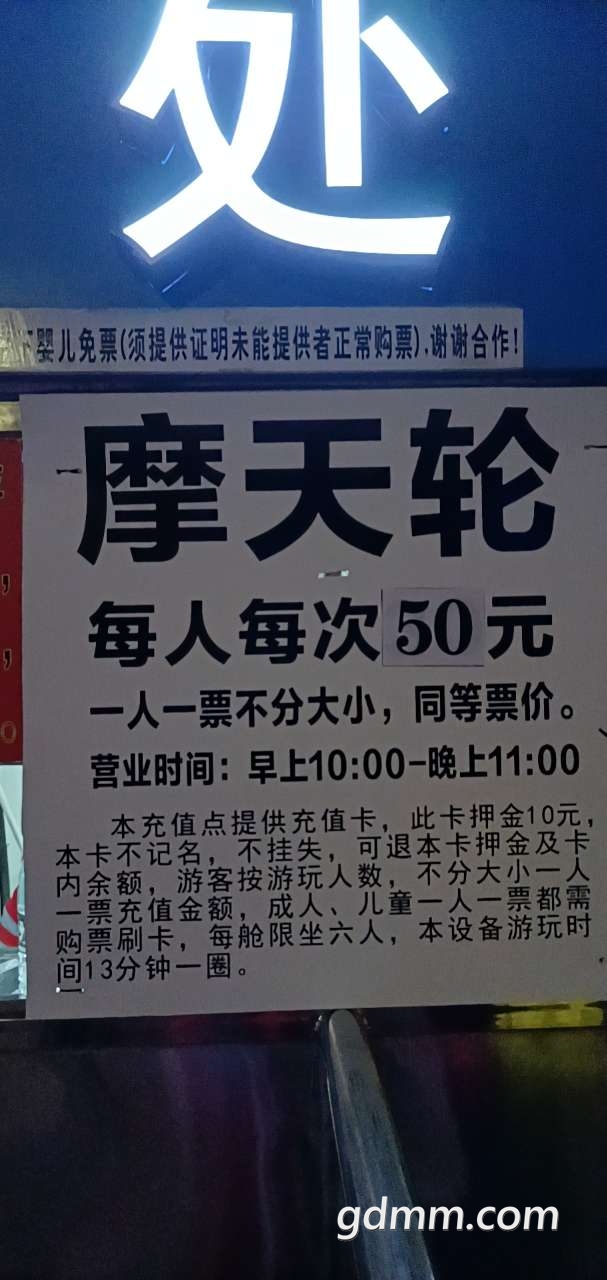 处
婴儿免票(须提供证明未能提供者正常购票).谢谢合作!
摩天轮
每人每次50元
一人一票不分大小，同等票价。
营业时间：早上10:00-晚上11:00
本充值点提供充值卡，此卡押金10元，
本卡不记名，不挂失，可退本卡押金及卡
内余额，游客按游玩人数，不分大小一人
一票充值金额，成人、儿童一人一票都需
购票刷卡，每舱限坐六人，本设备游玩时
间13分钟一圈。
gdmm.com